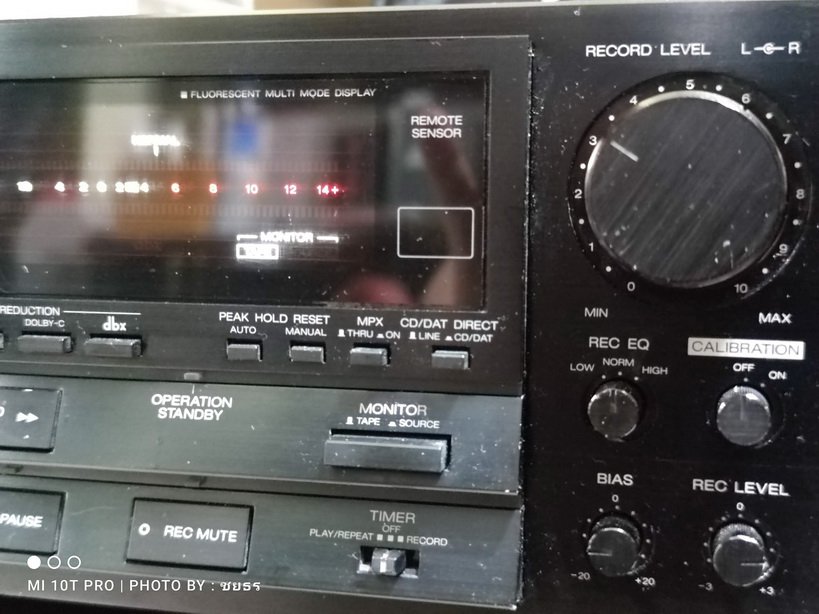 RECORD LEVEL L R
FLUORESCENT MULTI MODE DISPLAY
REMOTE
SENSOR
NORMAL
4 2 0 2 4 6 8 10 12 14+
MONITOR
TAPE
0 1 2 3 4 5 6 7 8 9 10
MIN MAX
REDUCTION
DOLBY-C dbx
PEAK HOLD RESET
AUTO MANUAL
MPX
THRU ON
CD/DAT DIRECT
LINE CD/DAT
REC EQ
LOW NORM HIGH
CALIBRATION
OFF ON
OPERATION
STANDBY
MONITOR
TAPE SOURCE
BIAS
0
-20 +20
REC LEVEL
0
-3 +3
PAUSE
REC MUTE
TIMER
OFF
PLAY/REPEAT RECORD
MI 10T PRO | PHOTO BY : ชยธร